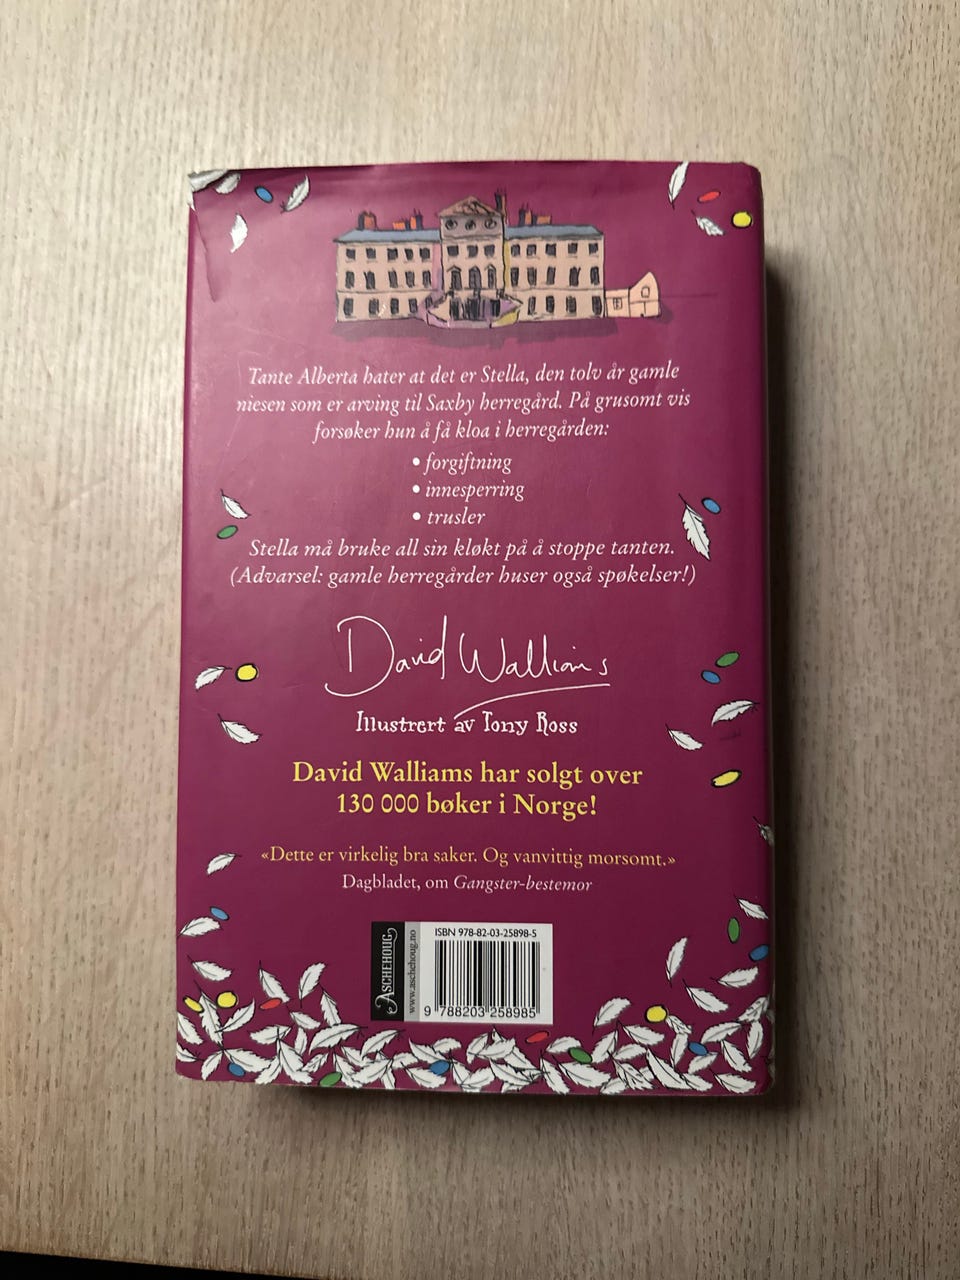 Tante Alberta hater at det er Stella, den tolv år gamle
niesen som er arving til Saxby herregård. På grusomt vis
forsøker hun å få kloa i herregården:
• forgiftning
• innesperring
• trusler
Stella må bruke all sin kløkt på å stoppe tanten.
(Advarsel: gamle herregårder huser også spøkelser!)
David Walliams
Illustrert av Tony Ross
David Walliams har solgt over
130 000 bøker i Norge!
«Dette er virkelig bra saker. Og vanvittig morsomt.»
Dagbladet, om Gangster-bestemor
ASCHEHOUG
www.aschehoug.no
ISBN 978-82-03-25898-5
9 788203 258985